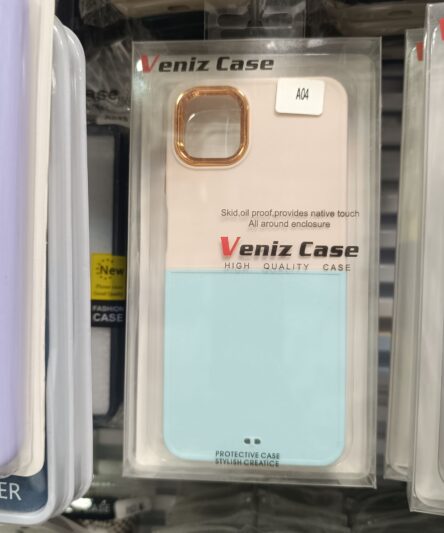 Veniz Case
A04
Skid,oil proof,provides native touch
All around enclosure
Veniz Case
HIGH QUALITY CASE
PROTECTIVE CASE
STYLISH CREATICE
New
FASHION
CASE
ER